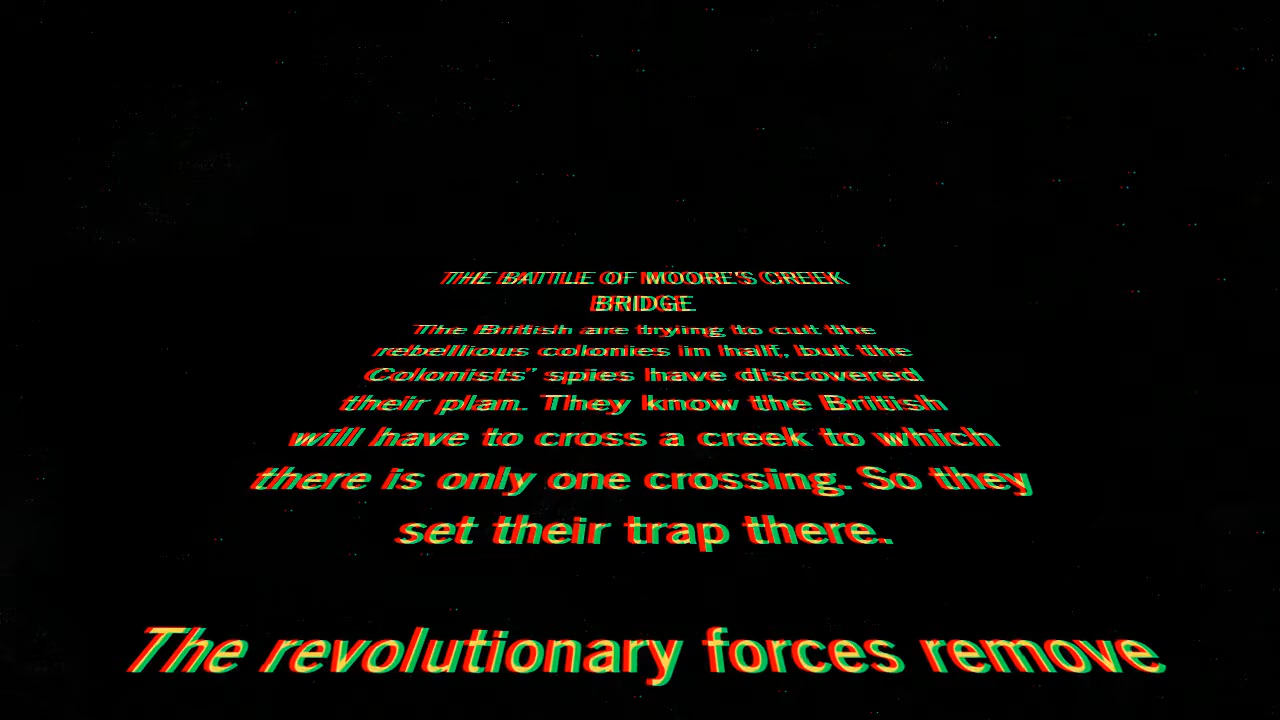 THE BATTLE OF MOORE'S CREEK
BRIDGE
The British are trying to cut the
rebellious colonies in half, but the
Colonists' spies have discovered
their plan. They know the British
will have to cross a creek to which
there is only one crossing. So they
set their trap there.
The revolutionary forces remove